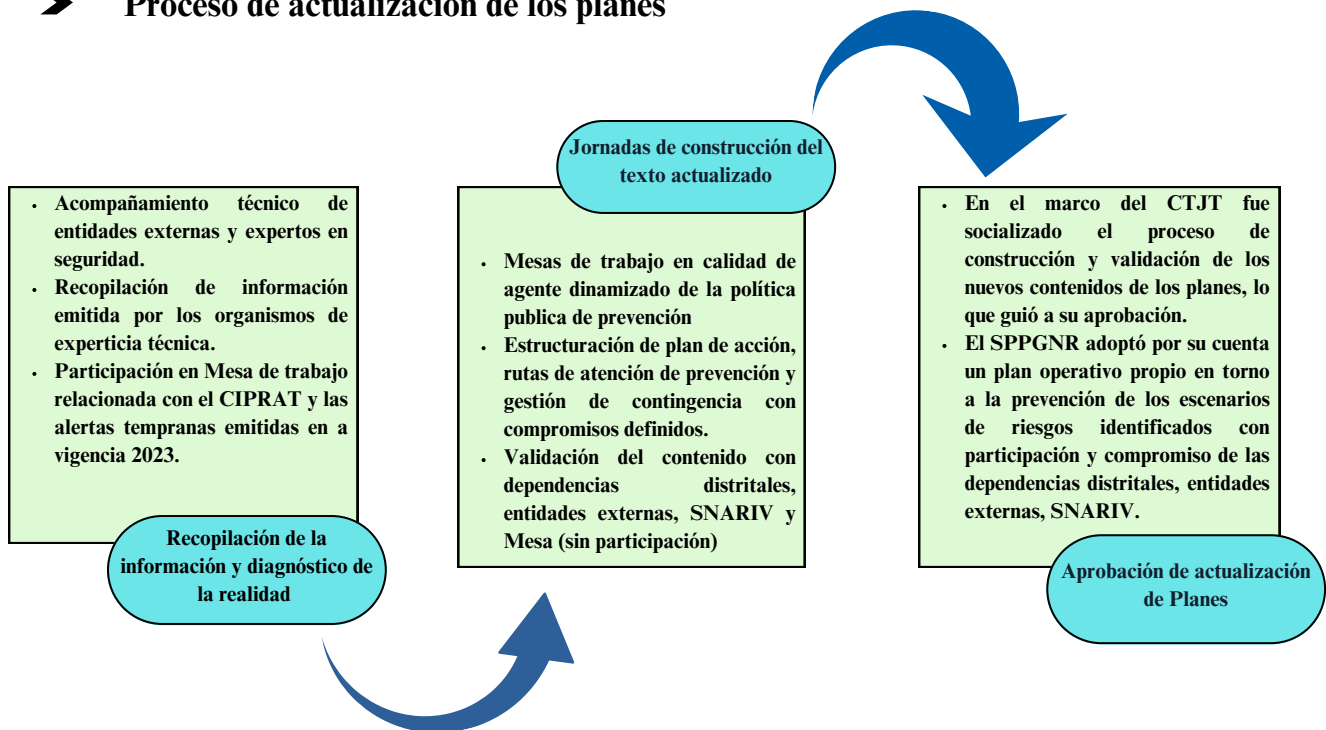 Proceso de actualización de los planes
• Acompañamiento técnico de
entidades externas y expertos en
seguridad.
• Recopilación de información
emitida por los organismos de
experticia técnica.
• Participación en Mesa de trabajo
relacionada con el CIPRAT y las
alertas tempranas emitidas en a
vigencia 2023.
Recopilación de la
información y diagnóstico de
la realidad
Jornadas de construcción del
texto actualizado
• Mesas de trabajo en calidad de
agente dinamizado de la política
publica de prevención
• Estructuración de plan de acción,
rutas de atención de prevención y
gestión de contingencia con
compromisos definidos.
• Validación del contenido con
dependencias distritales,
entidades externas, SNARIV y
Mesa (sin participación)
• En el marco del CTJT fue
socializado el proceso de
construcción y validación de los
nuevos contenidos de los planes, lo
que guió a su aprobación.
• El SPPGNR adoptó por su cuenta
un plan operativo propio en torno
a la prevención de los escenarios
de riesgos identificados con
participación y compromiso de las
dependencias distritales, entidades
externas, SNARIV.
Aprobación de actualización
de Planes